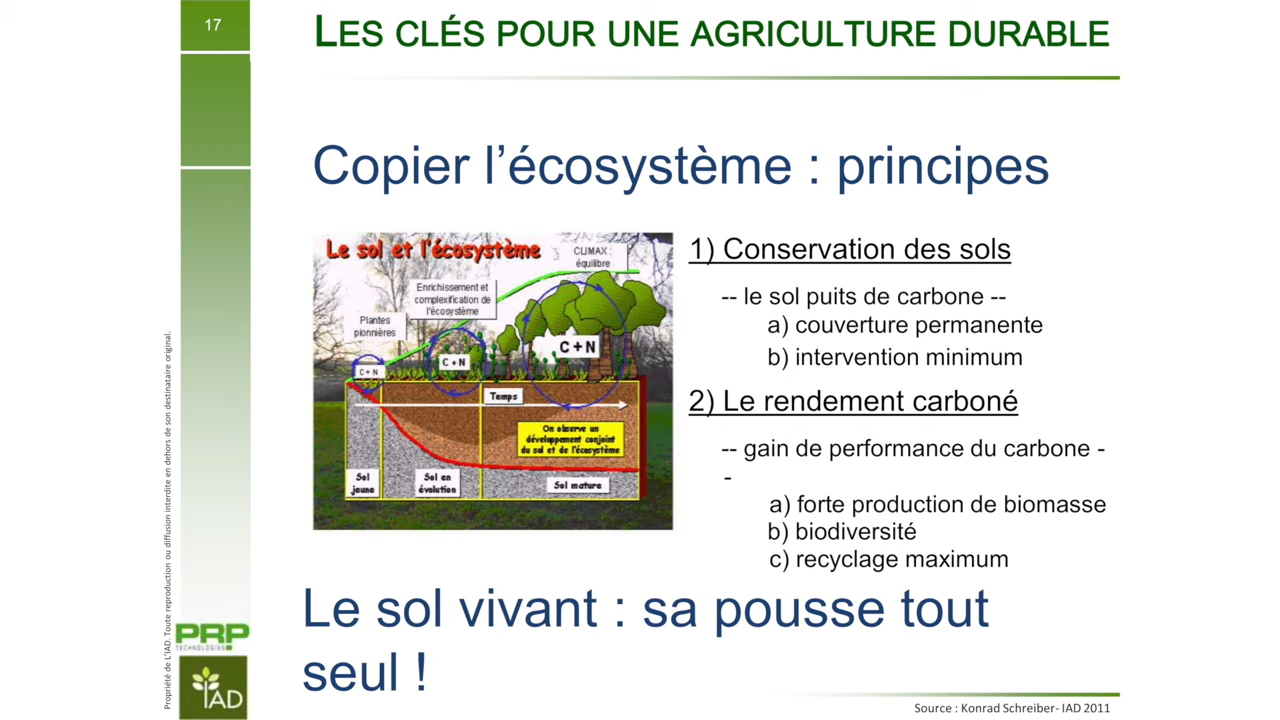 17
LES CLÉS POUR UNE AGRICULTURE DURABLE
Copier l’écosystème : principes
Le sol et l'écosystème
CLIMAX :
équilibre
Enrichissement et
complexification de
l'écosystème
Plantes
pionnières
C + N
C + N
C + N
Temps
On observe un
développement conjoint
du sol et de l'écosystème
Sol
jeune
Sol en
évolution
Sol mature
1) Conservation des sols
-- le sol puits de carbone --
a) couverture permanente
b) intervention minimum
2) Le rendement carboné
-- gain de performance du carbone -
-
a) forte production de biomasse
b) biodiversité
c) recyclage maximum
Le sol vivant : sa pousse tout
seul !
Propriété de L'IAD. Toute reproduction ou diffusion interdite en dehors de son destinataire original.
PRP
TECHNOLOGIES
IAD
Source : Konrad Schreiber- IAD 2011